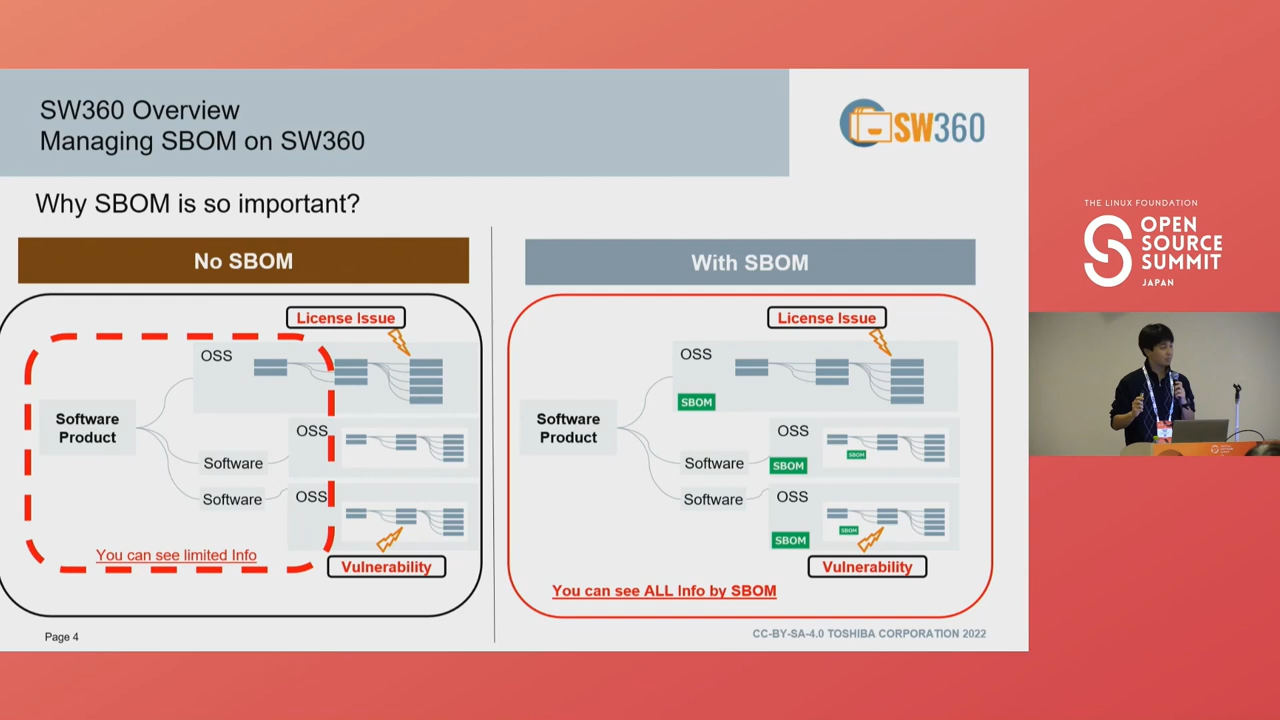 SW360 Overview
Managing SBOM on SW360
SW360
Why SBOM is so important?
No SBOM
License Issue
OSS
Software
Product
OSS
Software
Software
OSS
You can see limited Info
Vulnerability
With SBOM
License Issue
OSS
SBOM
Software
Product
OSS
SBOM
Software
SBOM
Software
OSS
SBOM
SBOM
Vulnerability
You can see ALL Info by SBOM
Page 4
CC-BY-SA-4.0 TOSHIBA CORPORATION 2022
THE LINUX FOUNDATION
OPEN
SOURCE
SUMMIT
JAPAN